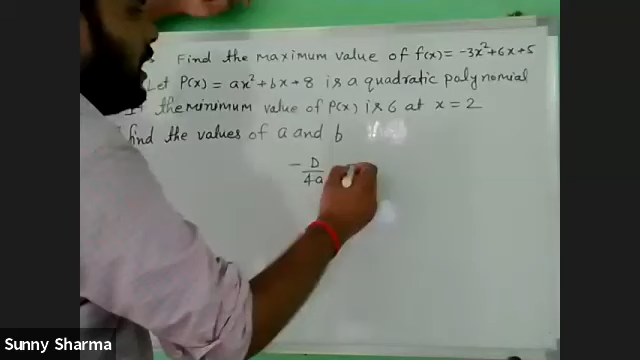 Find the maximum value of f(x) = -3x²+6x+5
Let P(x) = ax²+bx+8 is a quadratic polynomial
If the minimum value of P(x) is 6 at x = 2
find the values of a and b
- D/4a
Sunny Sharma